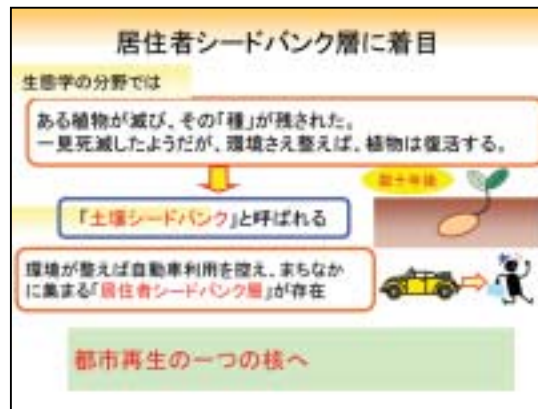 居住者シードバンク層に着目
生態学の分野では
ある植物が滅び、その「種」が残された。
一見死滅したようだが、環境さえ整えば、植物は復活する。
数十年後
「土壌シードバンク」と呼ばれる
環境が整えば自動車利用を控え、まちなか
に集まる「居住者シードバンク層」が存在
都市再生の一つの核へ